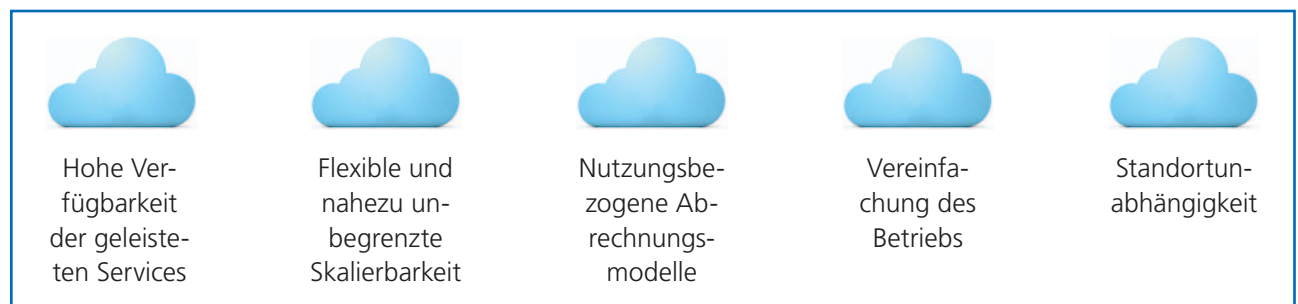 Hohe Ver-
fügbarkeit
der geleiste-
ten Services
Flexible und
nahezu un-
begrenzte
Skalierbarkeit
Nutzungsbe-
zogene Ab-
rechnungs-
modelle
Vereinfa-
chung des
Betriebs
Standortun-
abhängigkeit